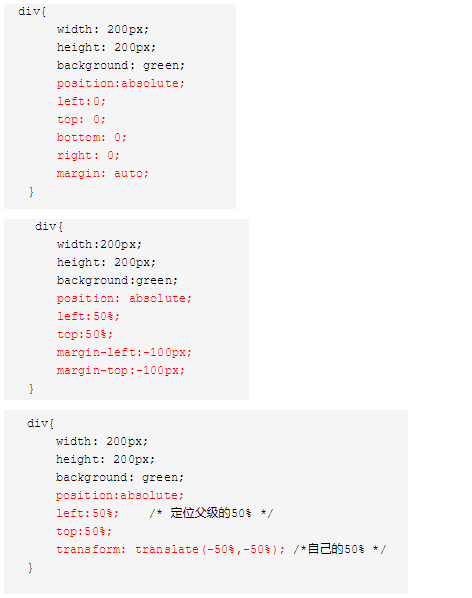 div{
width: 200px;
height: 200px;
background: green;
position:absolute;
left:0;
top: 0;
bottom: 0;
right: 0;
margin: auto;
}
div{
width:200px;
height: 200px;
background:green;
position: absolute;
left:50%;
top:50%;
margin-left:-100px;
margin-top:-100px;
}
div{
width: 200px;
height: 200px;
background: green;
position:absolute;
left:50%; /* 定位父级的50% */
top:50%;
transform: translate(-50%,-50%); /*自己的50% */
}